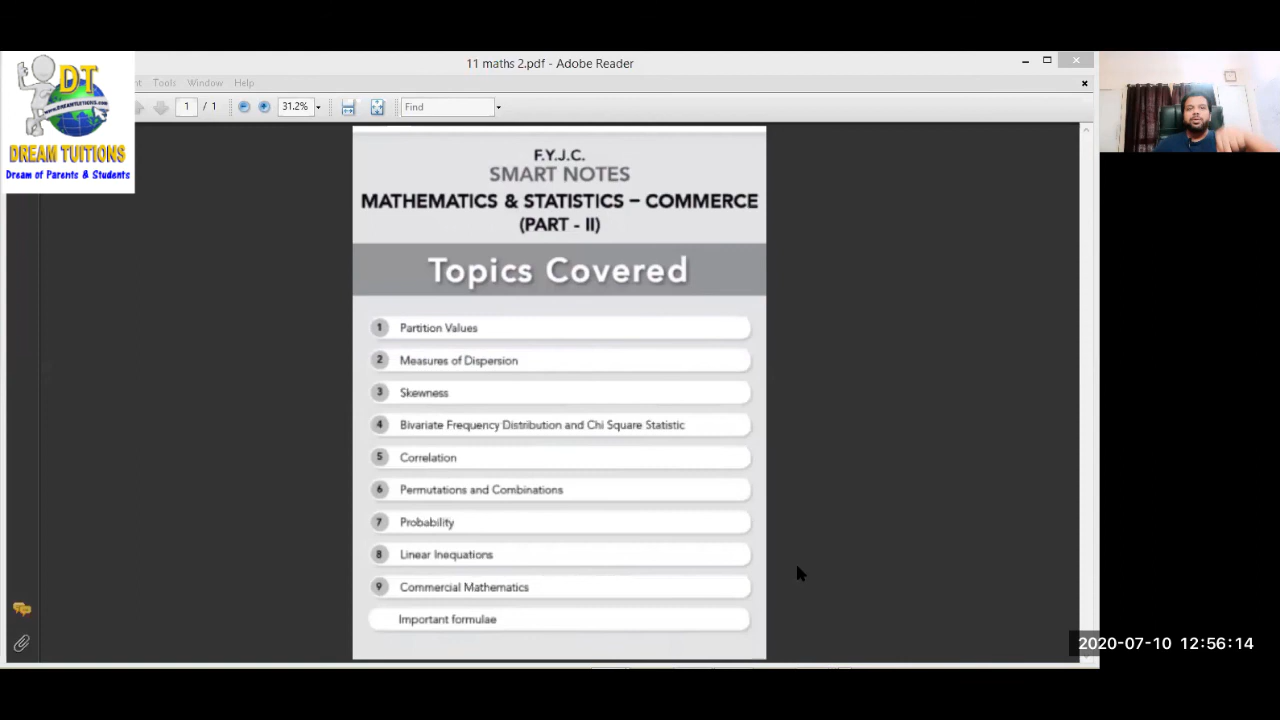 11 maths 2.pdf - Adobe Reader
Tools Window Help
1 / 1 31.2% Find
DT
www.DREAMTUITIONS.com
DREAM TUITIONS
Dream of Parents & Students
F.Y.J.C.
SMART NOTES
MATHEMATICS & STATISTICS – COMMERCE
(PART - II)
Topics Covered
1 Partition Values
2 Measures of Dispersion
3 Skewness
4 Bivariate Frequency Distribution and Chi Square Statistic
5 Correlation
6 Permutations and Combinations
7 Probability
8 Linear Inequations
9 Commercial Mathematics
Important formulae
2020-07-10 12:56:14